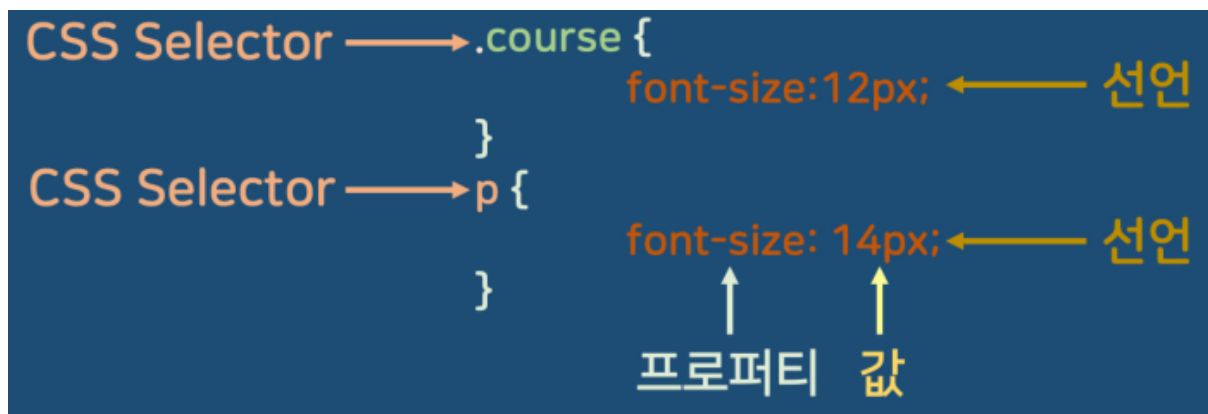 CSS Selector .course {
font-size:12px; 선언
}
CSS Selector p {
font-size: 14px; 선언
}
프로퍼티 값